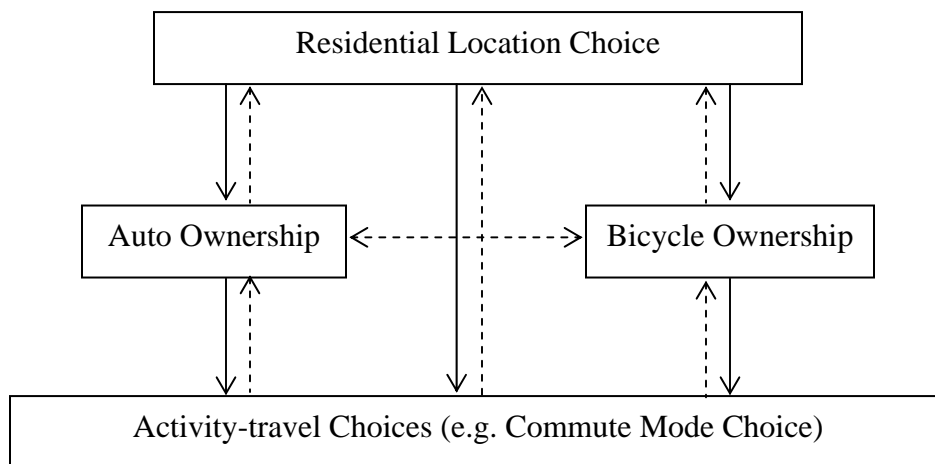 Residential Location Choice
Auto Ownership
Bicycle Ownership
Activity-travel Choices (e.g. Commute Mode Choice)